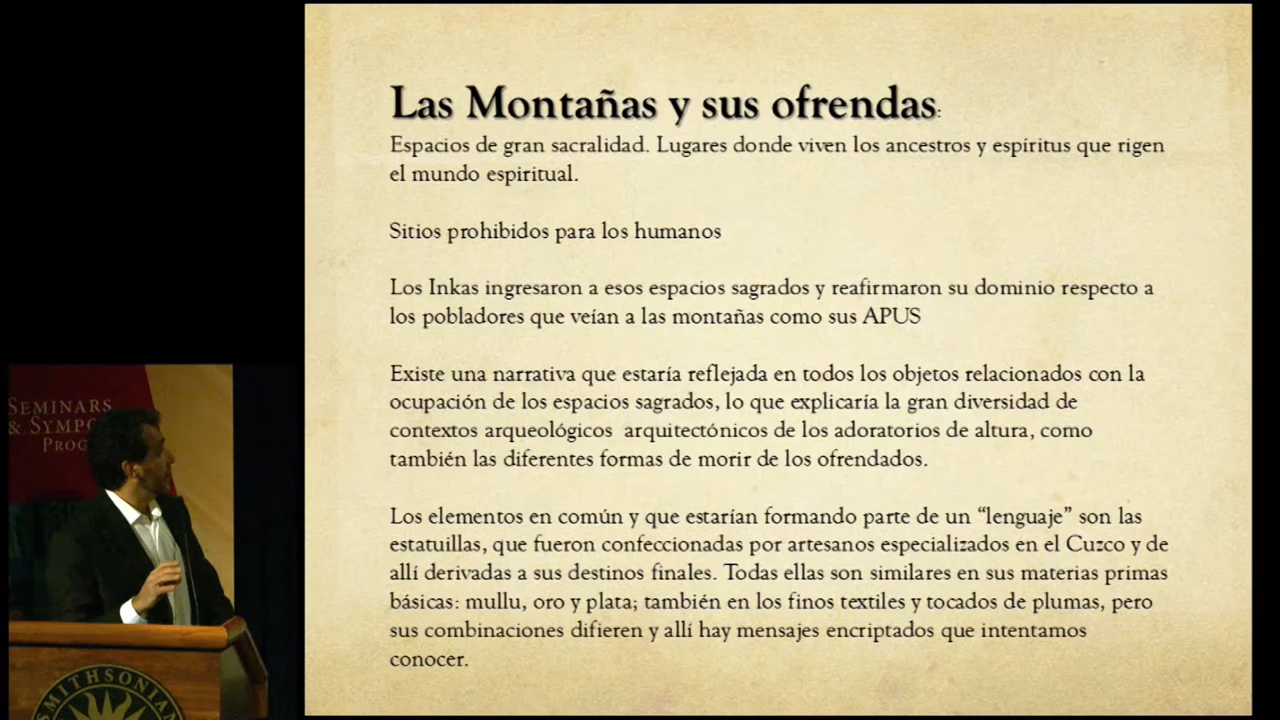 Las Montañas y sus ofrendas:
Espacios de gran sacralidad. Lugares donde viven los ancestros y espíritus que rigen
el mundo espiritual.
Sitios prohibidos para los humanos
Los Inkas ingresaron a esos espacios sagrados y reafirmaron su dominio respecto a
los pobladores que veían a las montañas como sus APUS
Existe una narrativa que estaría reflejada en todos los objetos relacionados con la
ocupación de los espacios sagrados, lo que explicaría la gran diversidad de
contextos arqueológicos arquitectónicos de los adoratorios de altura, como
también las diferentes formas de morir de los ofrendados.
Los elementos en común y que estarían formando parte de un “lenguaje” son las
estatuillas, que fueron confeccionadas por artesanos especializados en el Cuzco y de
allí derivadas a sus destinos finales. Todas ellas son similares en sus materias primas
básicas: mullu, oro y plata; también en los finos textiles y tocados de plumas, pero
sus combinaciones difieren y allí hay mensajes encriptados que intentamos
conocer.
SEMINARS
& SYMPO
PROG
SMITHSONIAN